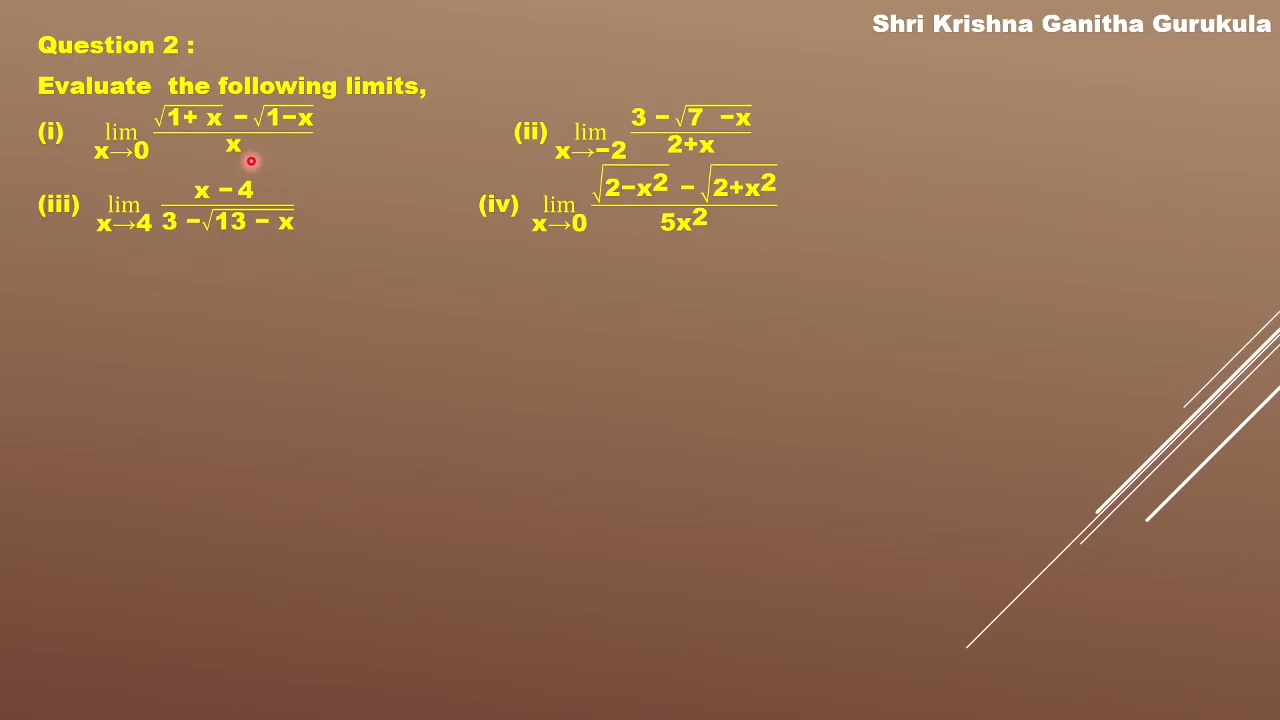 Shri Krishna Ganitha Gurukula
Question 2 :
Evaluate the following limits,
(i) lim x→0 (√(1+ x) − √(1−x)) / x (ii) lim x→−2 (3 − √(7 −x)) / (2+x)
(iii) lim x→4 (x − 4) / (3 − √(13 − x)) (iv) lim x→0 (√(2−x²) − √(2+x²)) / 5x²